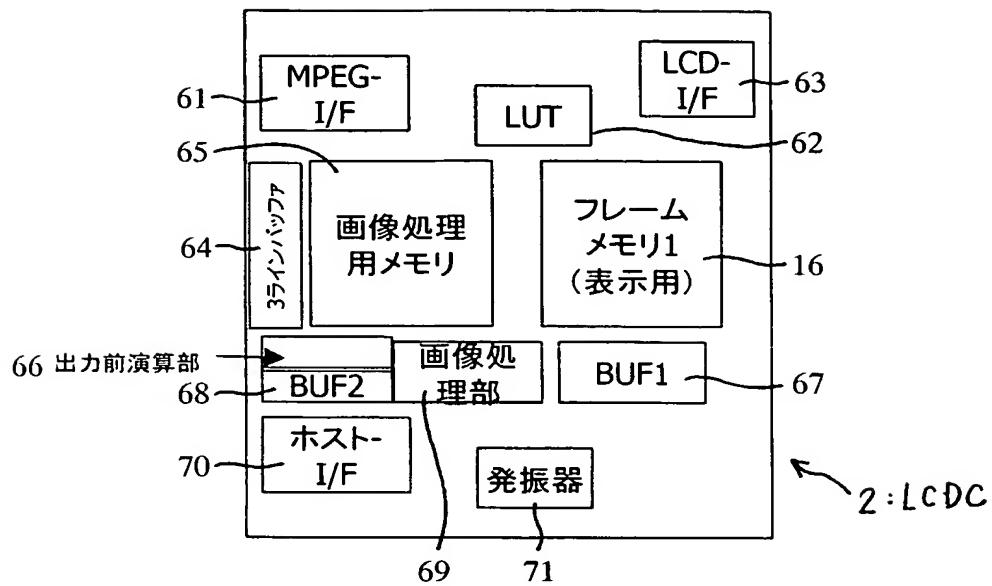 MPEG-
I/F
61
LCD-
I/F
63
LUT
62
65
3ラインバッファ
64
画像処理
用メモリ
フレーム
メモリ1
(表示用)
16
66 出力前演算部
BUF2
68
画像処
理部
BUF1
67
ホスト-
I/F
70
発振器
2:LCDC
69
71